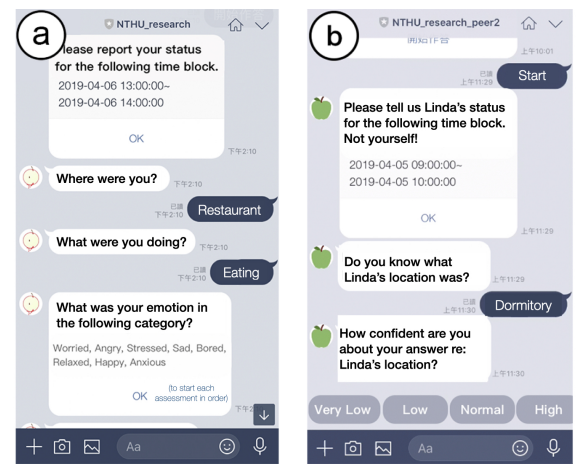 a
NTHU_research
Please report your status
for the following time block.
2019-04-06 13:00:00~
2019-04-06 14:00:00
OK
下午2:10
Where were you?
下午2:10
已讀
下午2:10
Restaurant
What were you doing?
下午2:10
已讀
下午2:10
Eating
What was your emotion in
the following category?
Worried, Angry, Stressed, Sad, Bored,
Relaxed, Happy, Anxious
OK
(to start each
assessment in order)
Aa
b
NTHU_research_peer2
上午10:01
已讀
上午11:29
Start
Please tell us Linda's status
for the following time block.
Not yourself!
2019-04-05 09:00:00~
2019-04-05 10:00:00
OK
上午11:29
Do you know what
Linda's location was?
上午11:29
已讀
上午11:30
Dormitory
How confident are you
about your answer re:
Linda's location?
上午11:30
Very Low
Low
Normal
High
Aa